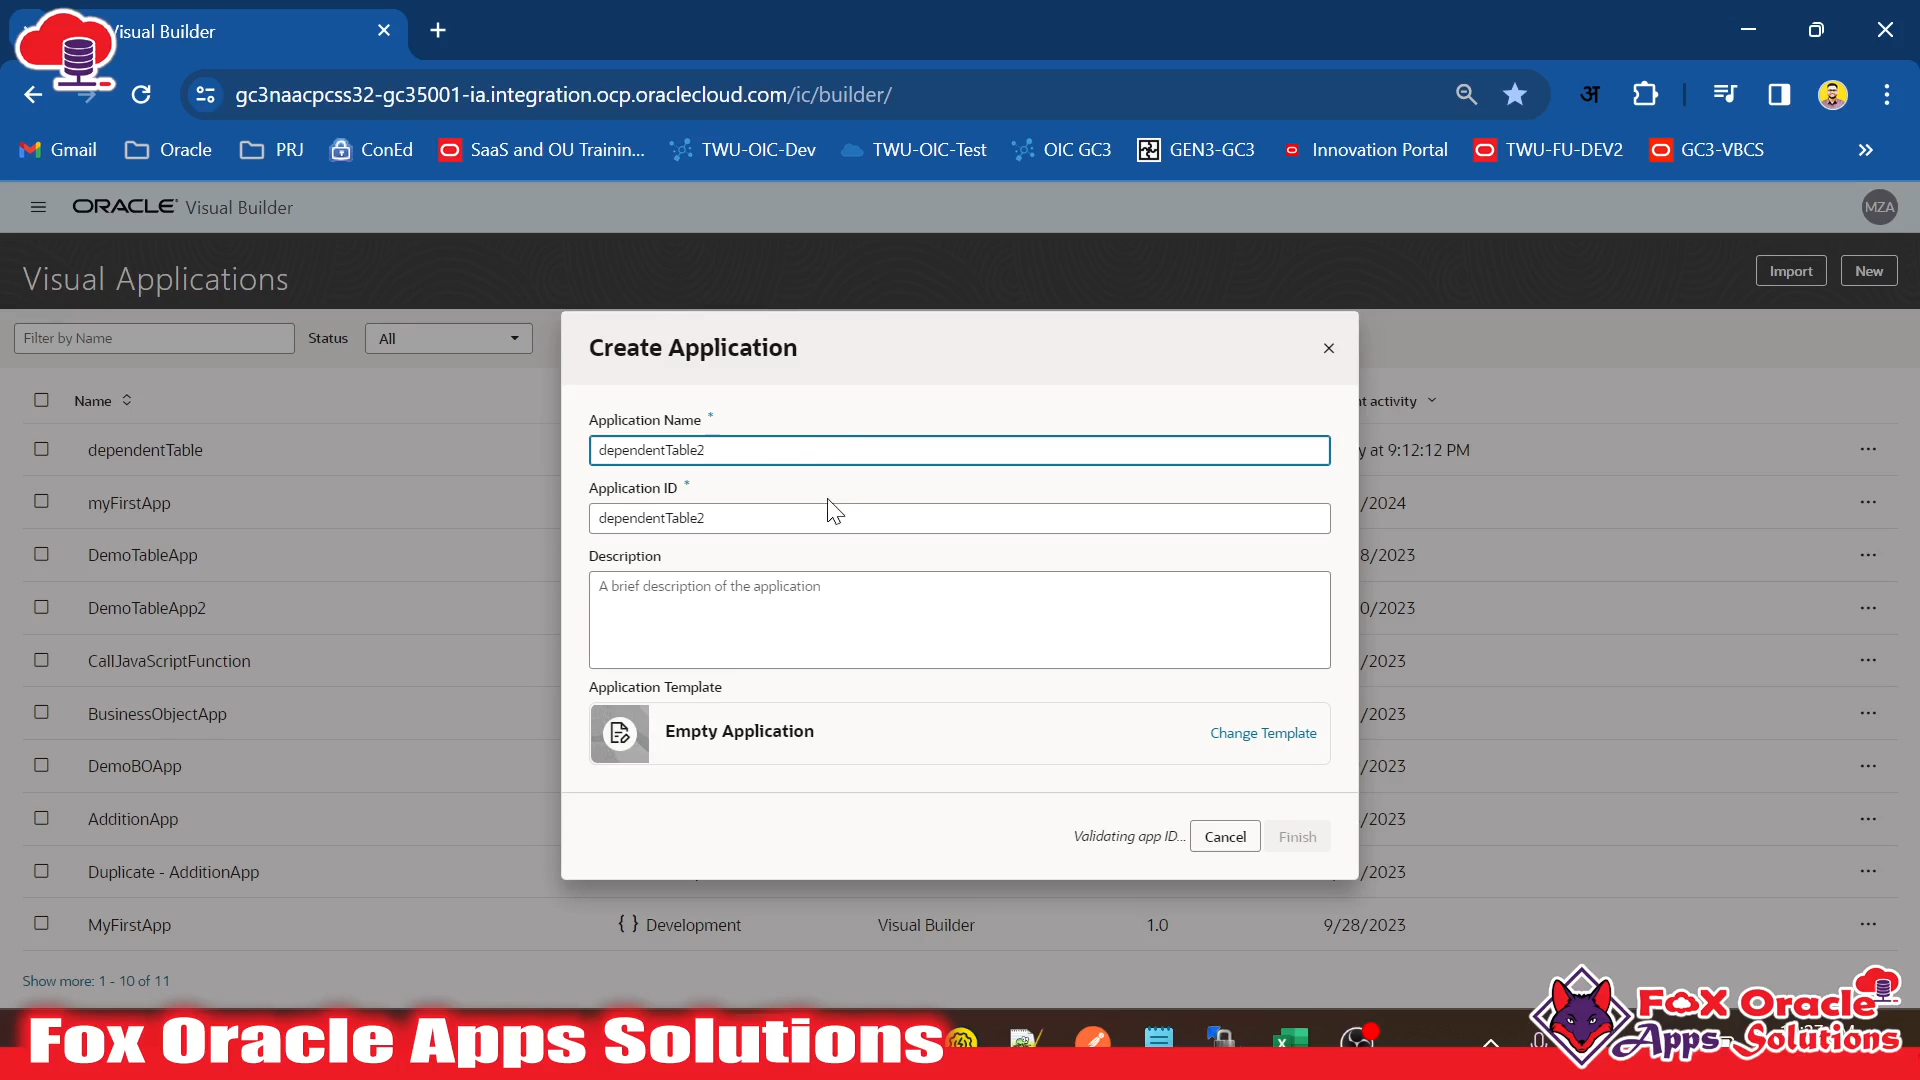 Visual Builder
gc3naacpcss32-gc35001-ia.integration.ocp.oraclecloud.com/ic/builder/
अ
Gmail
Oracle
PRJ
ConEd
SaaS and OU Trainin...
TWU-OIC-Dev
TWU-OIC-Test
OIC GC3
GEN3-GC3
Innovation Portal
TWU-FU-DEV2
GC3-VBCS
ORACLE Visual Builder
MZA
Visual Applications
Import
New
Filter by Name
Status
All
Create Application
Name
t activity
Application Name *
dependentTable2
dependentTable
y at 9:12:12 PM
Application ID *
dependentTable2
myFirstApp
/2024
Description
A brief description of the application
DemoTableApp
8/2023
DemoTableApp2
0/2023
CallJavaScriptFunction
/2023
Application Template
Empty Application
Change Template
BusinessObjectApp
/2023
DemoBOApp
/2023
AdditionApp
/2023
Validating app ID...
Cancel
Finish
Duplicate - AdditionApp
/2023
MyFirstApp
{ } Development
Visual Builder
1.0
9/28/2023
Show more: 1 - 10 of 11
Fox Oracle Apps Solutions
Fox Oracle
Apps Solutions